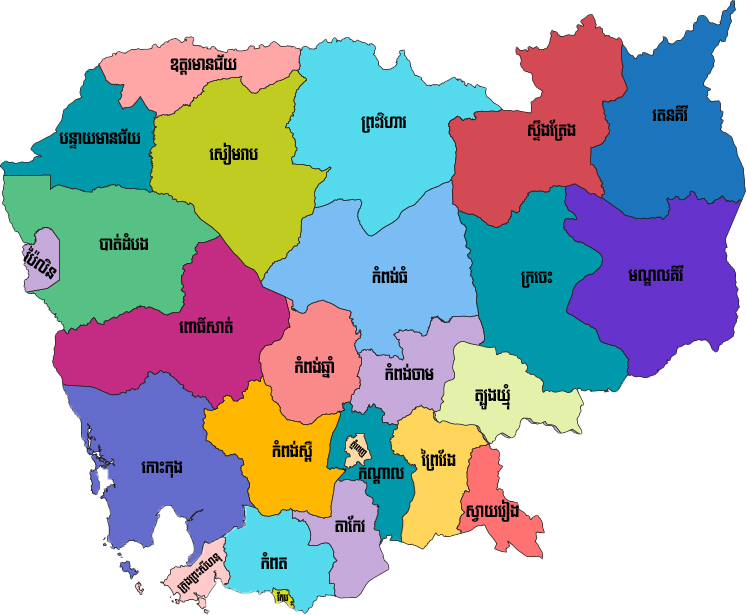 ឧត្តរមានជ័យ
បន្ទាយមានជ័យ
សៀមរាប
ព្រះវិហារ
ស្ទឹងត្រែង
រតនគិរី
បាត់ដំបង
ប៉ៃលិន
កំពង់ធំ
ក្រចេះ
មណ្ឌលគិរី
ពោធិ៍សាត់
កំពង់ឆ្នាំង
កំពង់ចាម
ត្បូងឃ្មុំ
កោះកុង
កំពង់ស្ពឺ
កណ្ដាល
ព្រៃវែង
ស្វាយរៀង
តាកែវ
កំពត
ក្រុងព្រះសីហនុ
កែប